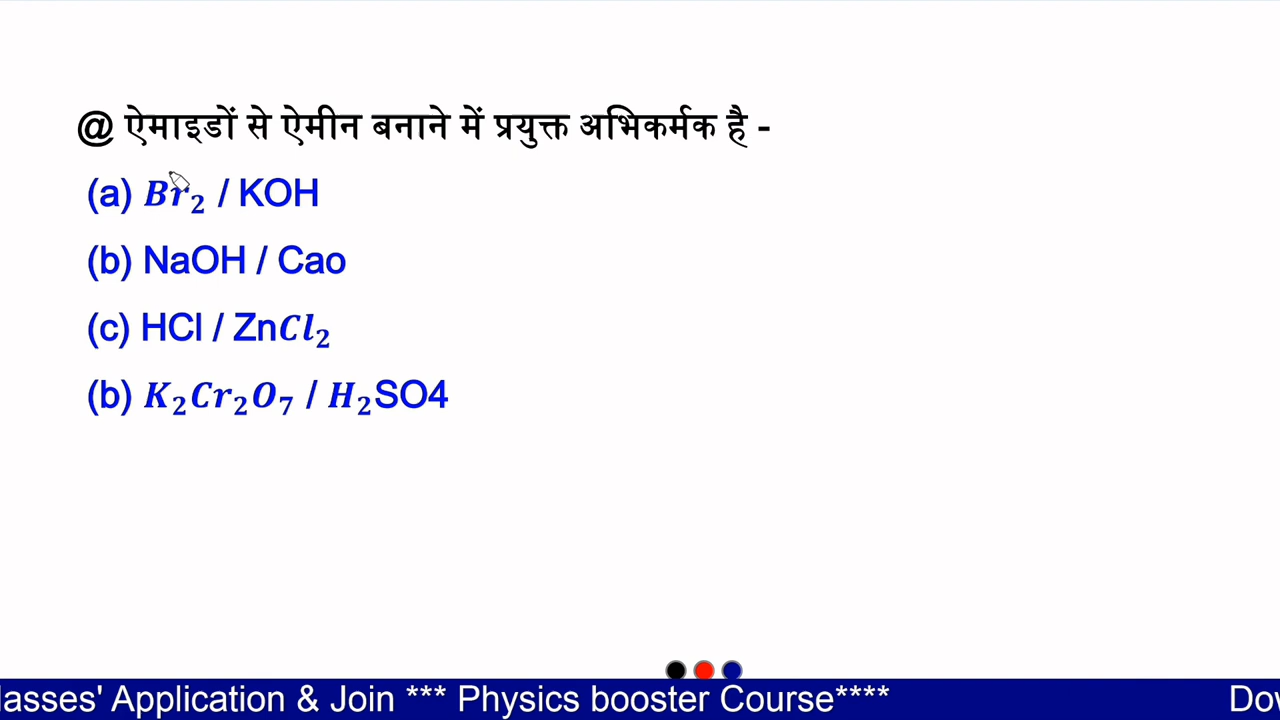 @ ऐमाइडों से ऐमीन बनाने में प्रयुक्त अभिकर्मक है -
(a) Br₂ / KOH
(b) NaOH / Cao
(c) HCl / ZnCl₂
(b) K₂Cr₂O₇ / H₂SO4
lasses' Application & Join *** Physics booster Course**** Dov